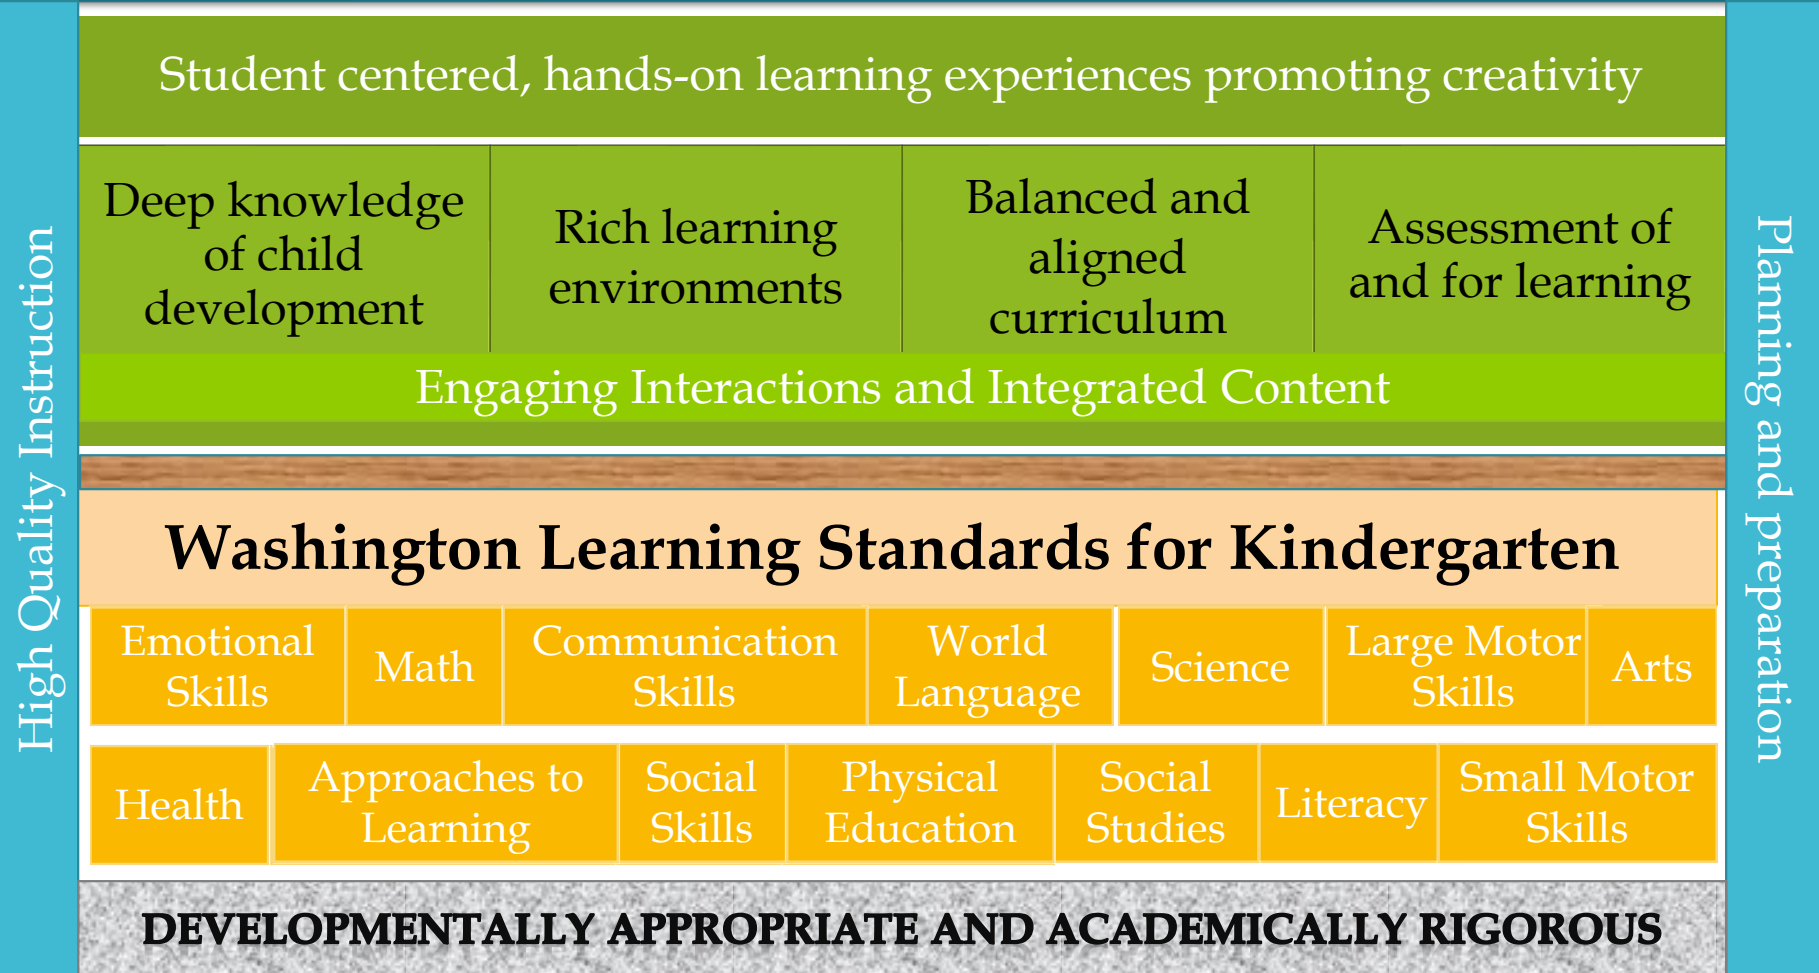 Student centered, hands-on learning experiences promoting creativity
Deep knowledge
of child
development
Rich learning
environments
Balanced and
aligned
curriculum
Assessment of
and for learning
Engaging Interactions and Integrated Content
High Quality Instruction
Planning and preparation
Washington Learning Standards for Kindergarten
Emotional
Skills
Math
Communication
Skills
World
Language
Science
Large Motor
Skills
Arts
Health
Approaches to
Learning
Social
Skills
Physical
Education
Social
Studies
Literacy
Small Motor
Skills
DEVELOPMENTALLY APPROPRIATE AND ACADEMICALLY RIGOROUS